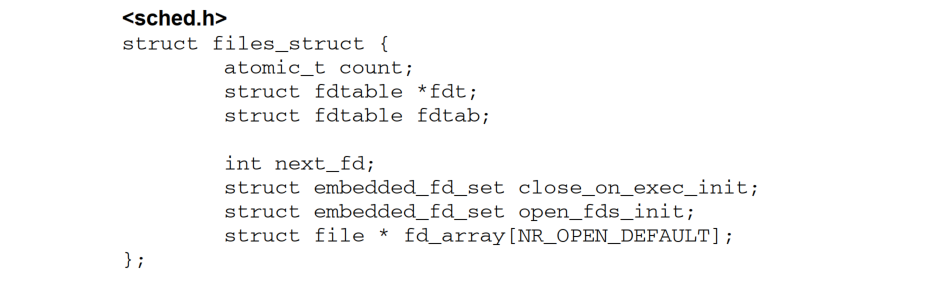 <sched.h>
struct files_struct {
        atomic_t count;
        struct fdtable *fdt;
        struct fdtable fdtab;

        int next_fd;
        struct embedded_fd_set close_on_exec_init;
        struct embedded_fd_set open_fds_init;
        struct file * fd_array[NR_OPEN_DEFAULT];
};